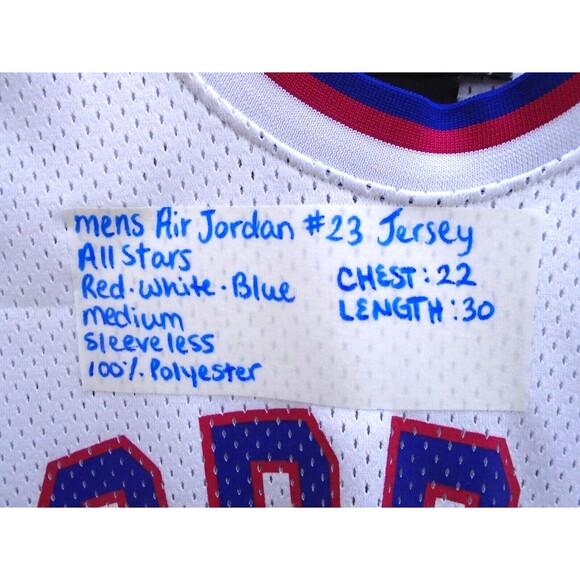 mens Air Jordan #23 Jersey
All Stars
Red·White·Blue
medium
sleeveless
100% Polyester
CHEST: 22
LENGTH: 30